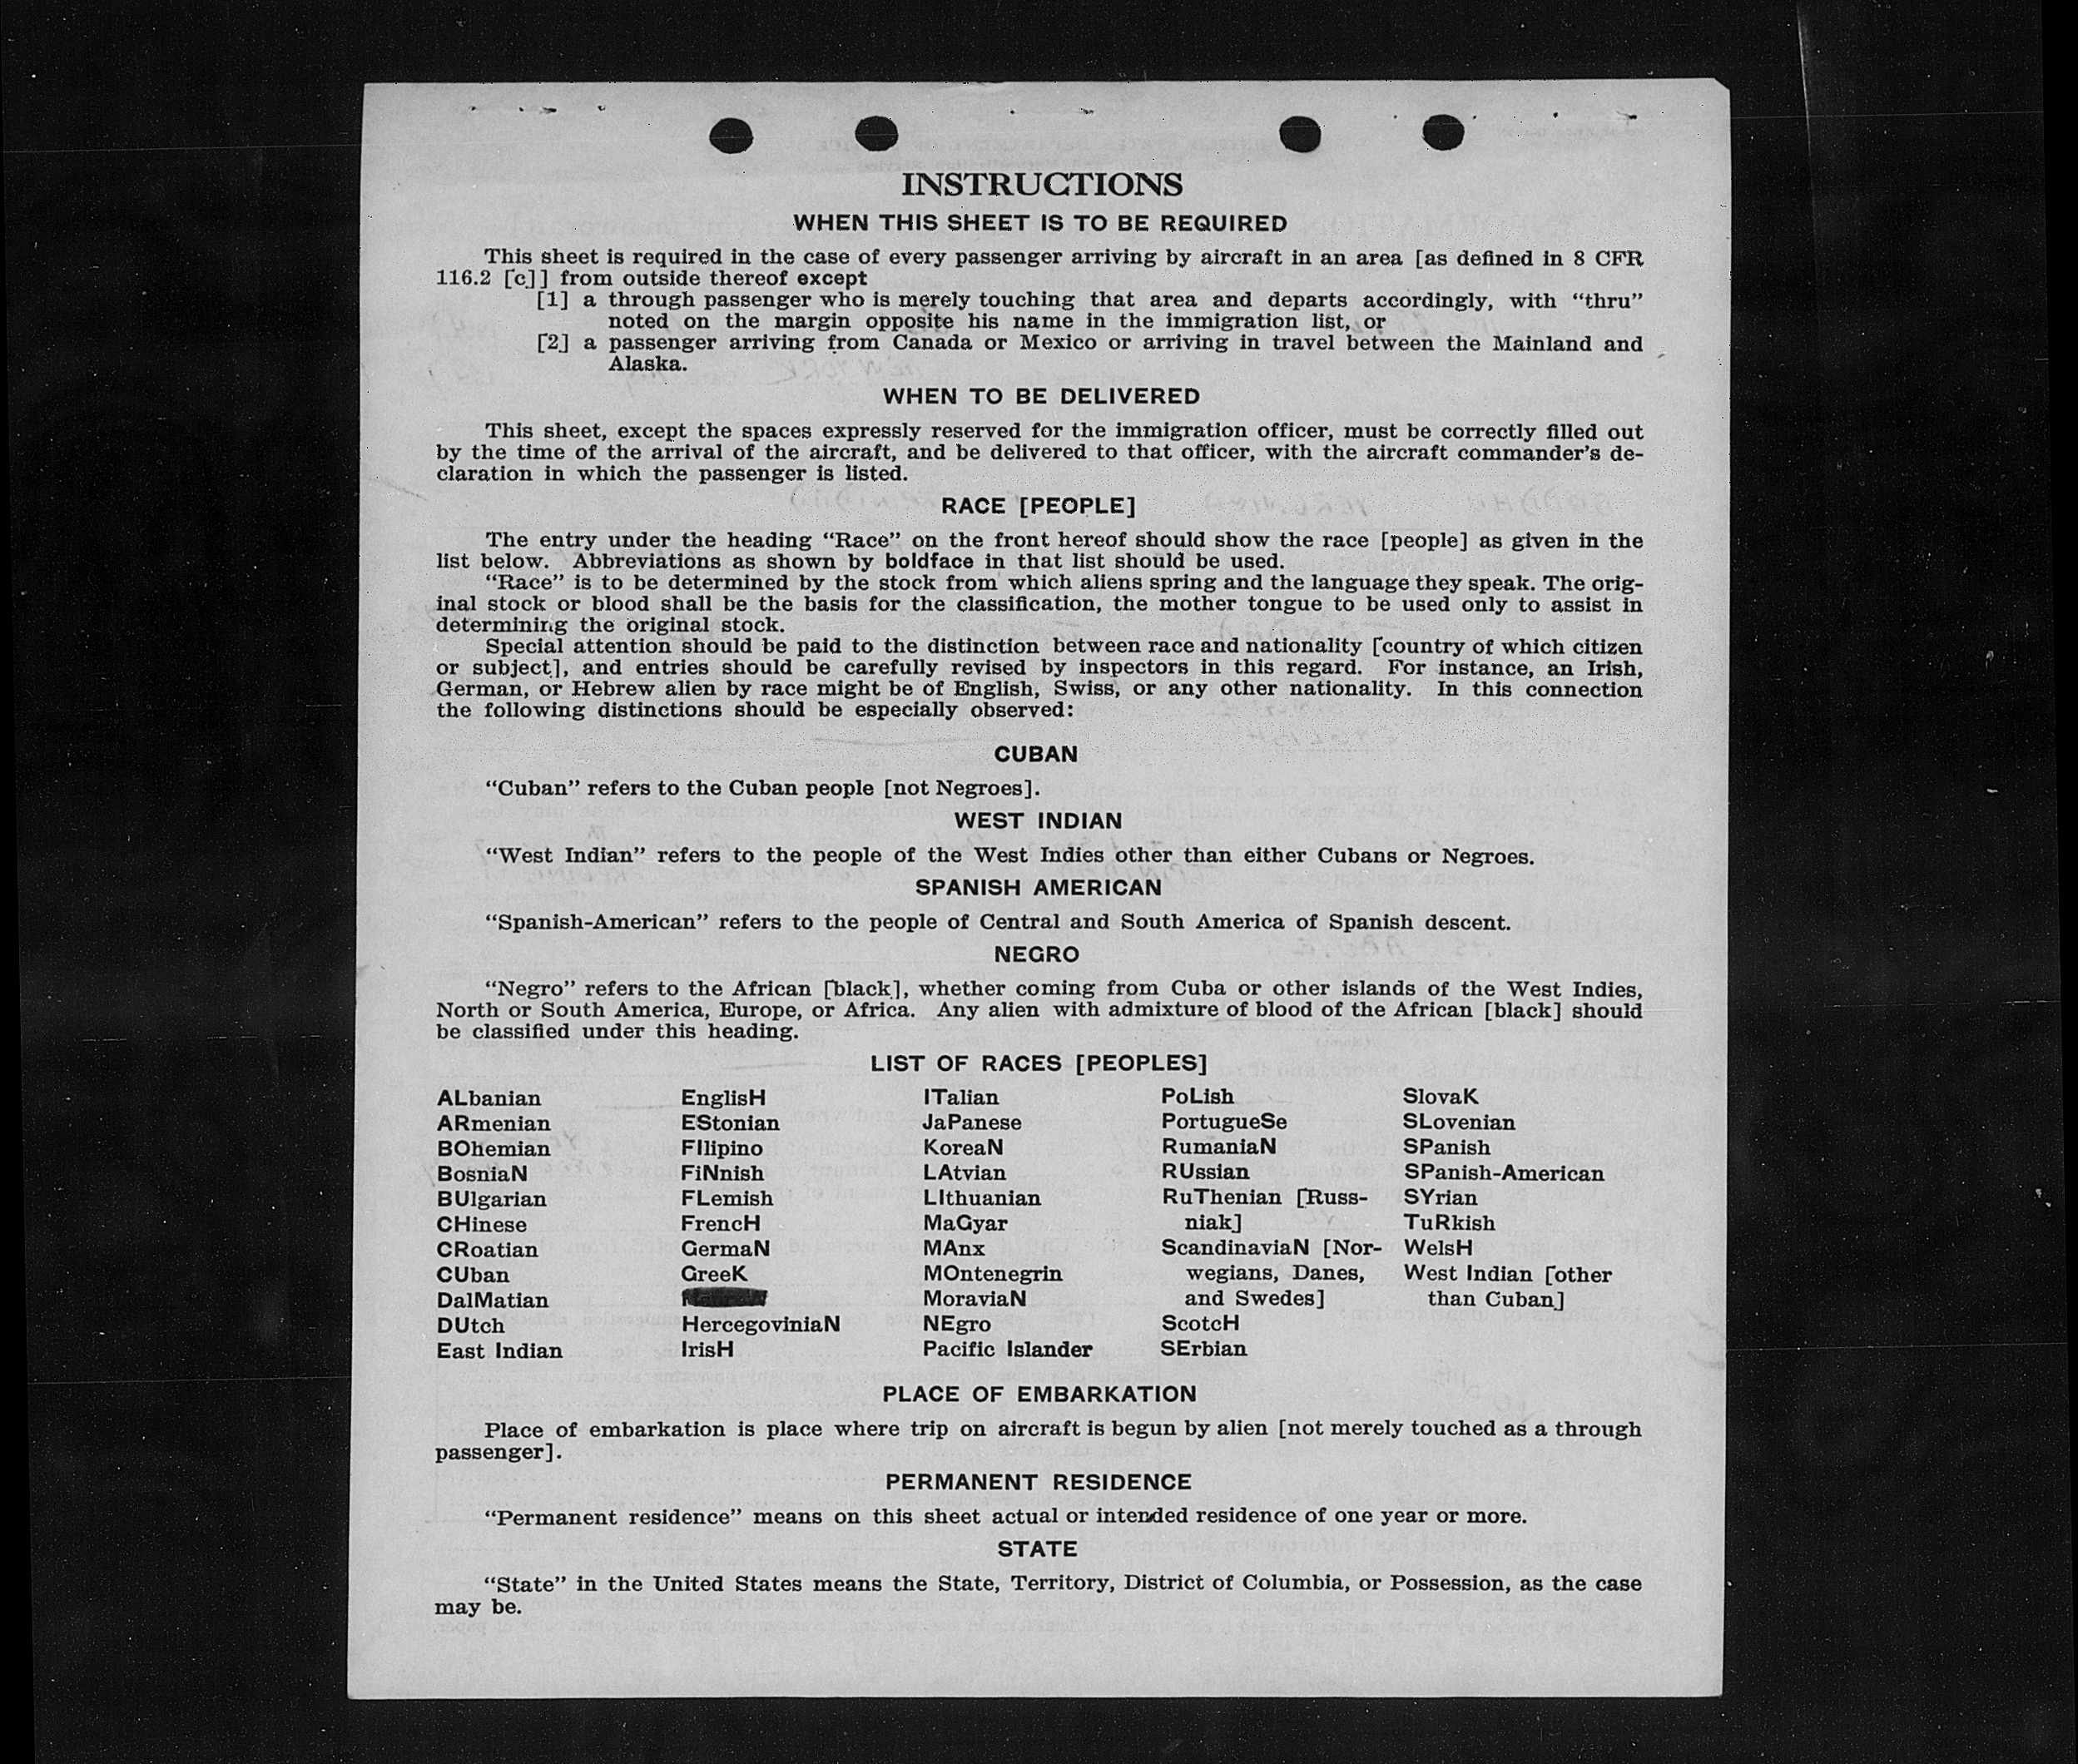 INSTRUCTIONS
WHEN THIS SHEET IS TO BE REQUIRED
This sheet is required in the case of every passenger arriving by aircraft in an area [as defined in 8 CFR
116.2 [c]] from outside thereof except
[1] a through passenger who is merely touching that area and departs accordingly, with “thru”
noted on the margin opposite his name in the immigration list, or
[2] a passenger arriving from Canada or Mexico or arriving in travel between the Mainland and
Alaska.
WHEN TO BE DELIVERED
This sheet, except the spaces expressly reserved for the immigration officer, must be correctly filled out
by the time of the arrival of the aircraft, and be delivered to that officer, with the aircraft commander’s de-
claration in which the passenger is listed.
RACE [PEOPLE]
The entry under the heading “Race” on the front hereof should show the race [people] as given in the
list below. Abbreviations as shown by boldface in that list should be used.
“Race” is to be determined by the stock from which aliens spring and the language they speak. The orig-
inal stock or blood shall be the basis for the classification, the mother tongue to be used only to assist in
determining the original stock.
Special attention should be paid to the distinction between race and nationality [country of which citizen
or subject], and entries should be carefully revised by inspectors in this regard. For instance, an Irish,
German, or Hebrew alien by race might be of English, Swiss, or any other nationality. In this connection
the following distinctions should be especially observed:
CUBAN
“Cuban” refers to the Cuban people [not Negroes].
WEST INDIAN
“West Indian” refers to the people of the West Indies other than either Cubans or Negroes.
SPANISH AMERICAN
“Spanish-American” refers to the people of Central and South America of Spanish descent.
NEGRO
“Negro” refers to the African [black], whether coming from Cuba or other islands of the West Indies,
North or South America, Europe, or Africa. Any alien with admixture of blood of the African [black] should
be classified under this heading.
LIST OF RACES [PEOPLES]
ALbanian
ARmenian
BOhemian
BosniaN
BUlgarian
CHinese
CRoatian
CUban
DalMatian
DUtch
East Indian
EnglisH
EStonian
FIlipino
FiNnish
FLemish
FrencH
GermaN
GreeK
HercegoviniaN
IrisH
ITalian
JaPanese
KoreaN
LAtvian
LIthuanian
MaGyar
MAnx
MOntenegrin
MoraviaN
NEgro
Pacific Islander
PoLish
PortugueSe
RumaniaN
RUssian
RuThenian [Russ-
niak]
ScandinaviaN [Nor-
wegians, Danes,
and Swedes]
ScotcH
SErbian
SlovaK
SLovenian
SPanish
SPanish-American
SYrian
TuRkish
WelsH
West Indian [other
than Cuban]
PLACE OF EMBARKATION
Place of embarkation is place where trip on aircraft is begun by alien [not merely touched as a through
passenger].
PERMANENT RESIDENCE
“Permanent residence” means on this sheet actual or intended residence of one year or more.
STATE
“State” in the United States means the State, Territory, District of Columbia, or Possession, as the case
may be.